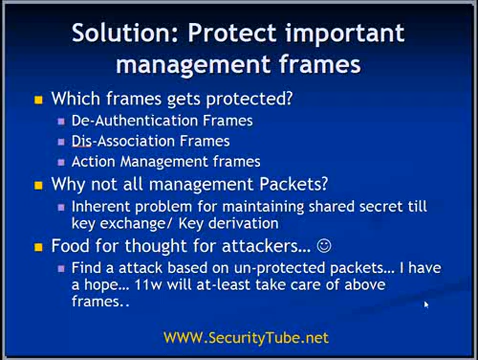 Solution: Protect important
management frames
Which frames gets protected?
De-Authentication Frames
Dis-Association Frames
Action Management frames
Why not all management Packets?
Inherent problem for maintaining shared secret till
key exchange/ Key derivation
Food for thought for attackers… ☺
Find a attack based on un-protected packets… I have
a hope… 11w will at-least take care of above
frames..
WWW.SecurityTube.net